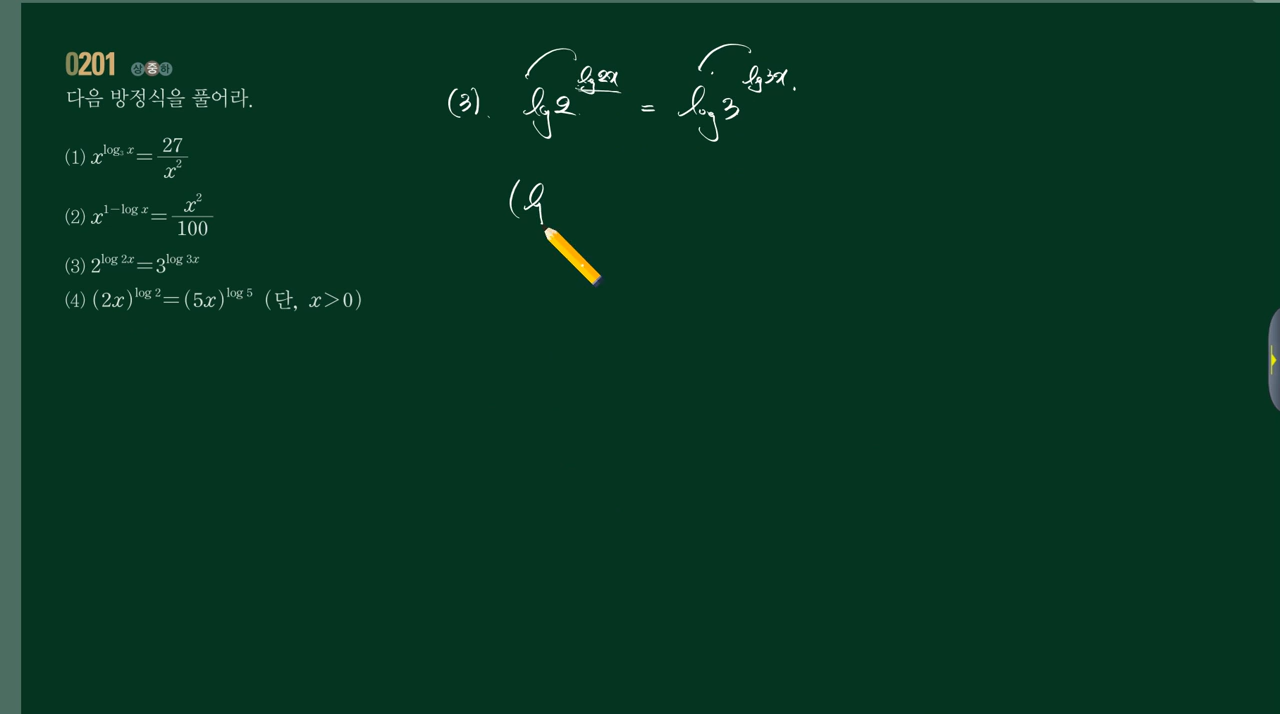 0201 상중하
다음 방정식을 풀어라.
(1) x^{log₃ x} = 27/x²
(2) x^{1−log x} = x²/100
(3) 2^{log 2x} = 3^{log 3x}
(4) (2x)^{log 2} = (5x)^{log 5} (단, x>0)
(3). log 2^{log 2x} = log 3^{log 3x}.
(